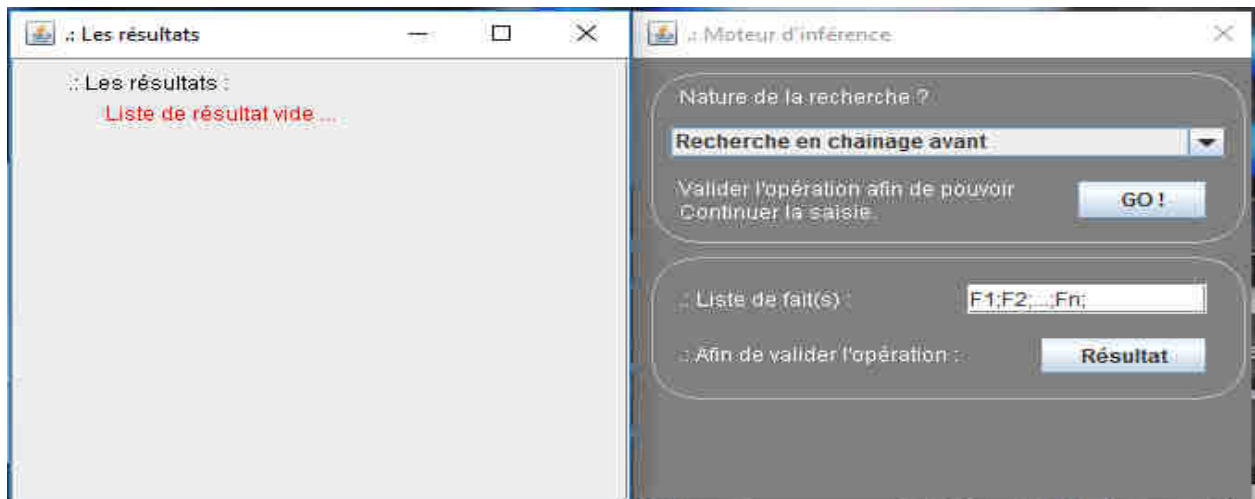 .: Les résultats
.: Les résultats :
Liste de résultat vide ...
.: Moteur d'inférence
Nature de la recherche ?
Recherche en chainage avant
Valider l'opération afin de pouvoir
Continuer la saisie.
GO !
.: Liste de fait(s) :
F1;F2;...;Fn;
.: Afin de valider l'opération :
Résultat